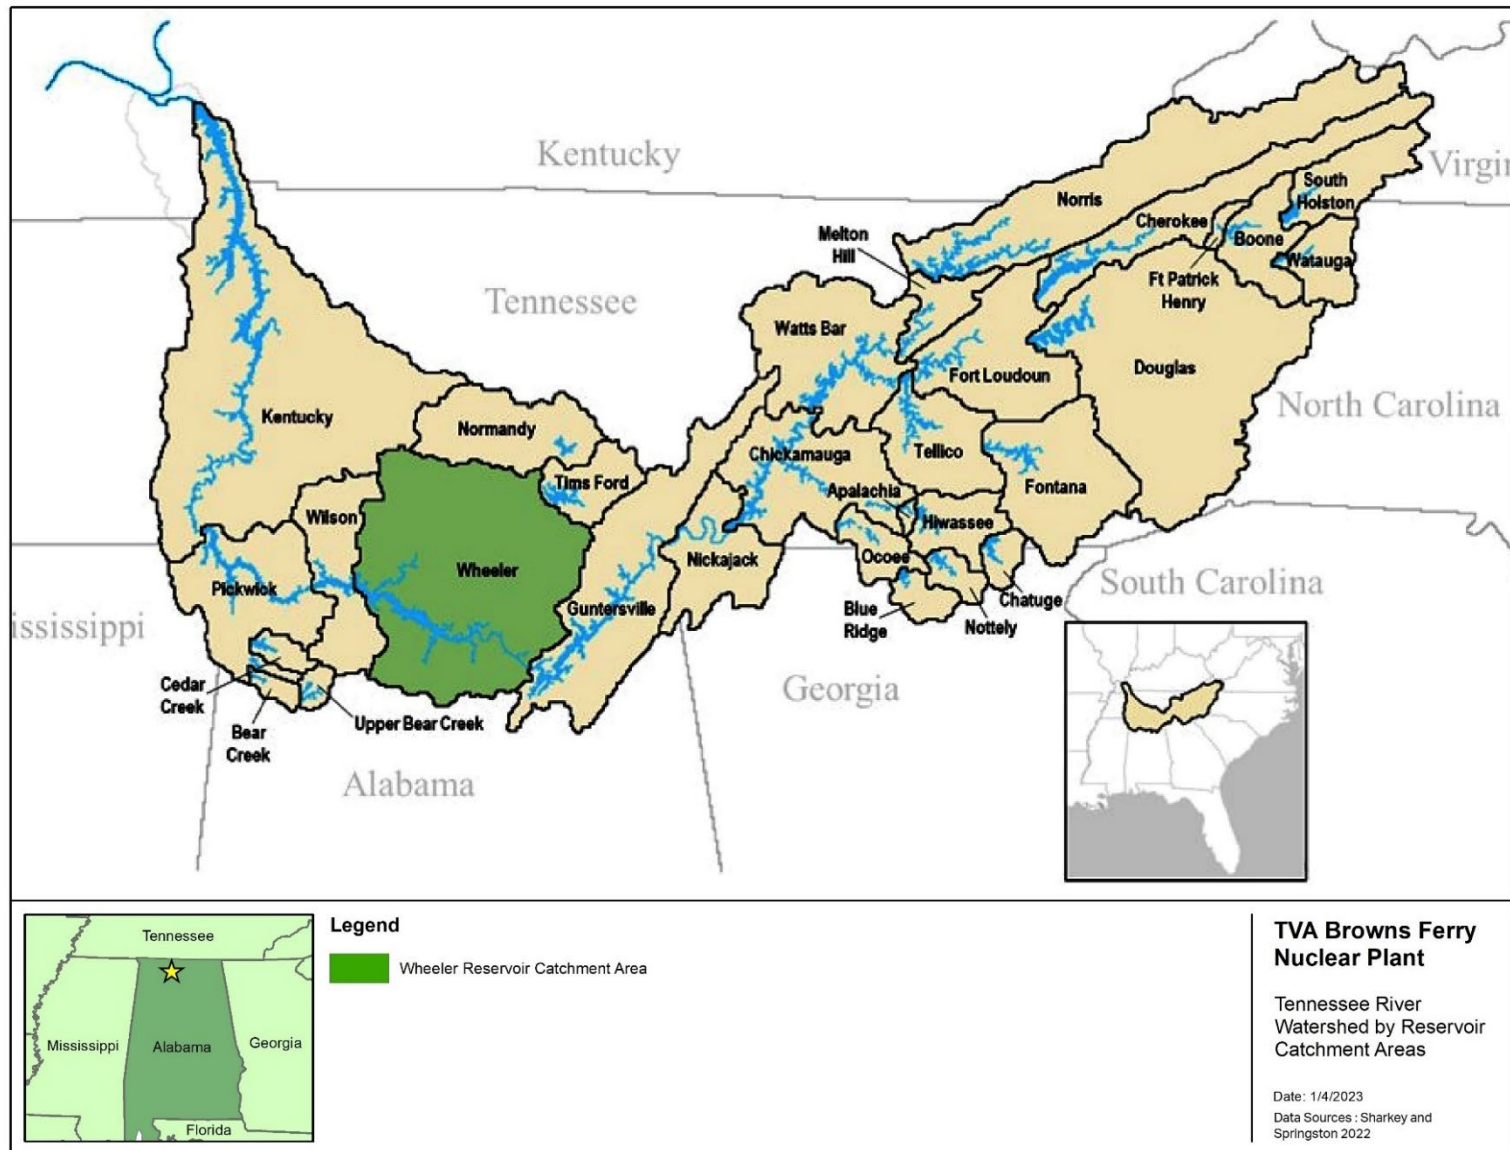 Kentucky
Virgin
Norris
South
Holston
Cherokee
Melton
Hill
Boone
Watauga
Ft Patrick
Henry
Tennessee
Watts Bar
Douglas
Fort Loudoun
North Carolina
Kentucky
Normandy
Chickamauga
Tellico
Tims Ford
Apalachia
Fontana
Wilson
Hiwassee
Ocoee
Nickajack
Wheeler
Pickwick
Guntersville
South Carolina
Chatuge
Blue
Ridge
Nottely
ississippi
Cedar
Creek
Georgia
Bear
Creek
Upper Bear Creek
Alabama
Tennessee
Mississippi
Alabama
Georgia
Florida
Legend
Wheeler Reservoir Catchment Area
TVA Browns Ferry
Nuclear Plant
Tennessee River
Watershed by Reservoir
Catchment Areas
Date: 1/4/2023
Data Sources : Sharkey and
Springston 2022